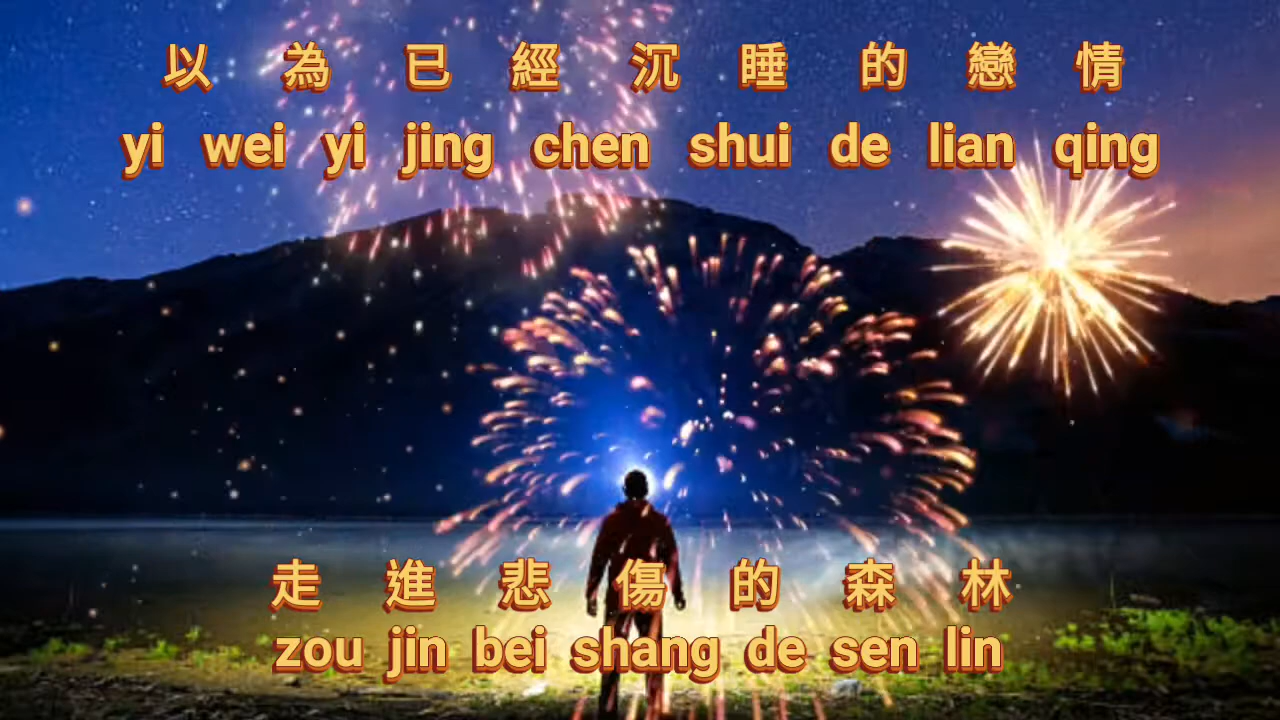 以 為 已 經 沉 睡 的 戀 情
yi wei yi jing chen shui de lian qing
走 進 悲 傷 的 森 林
zou jin bei shang de sen lin